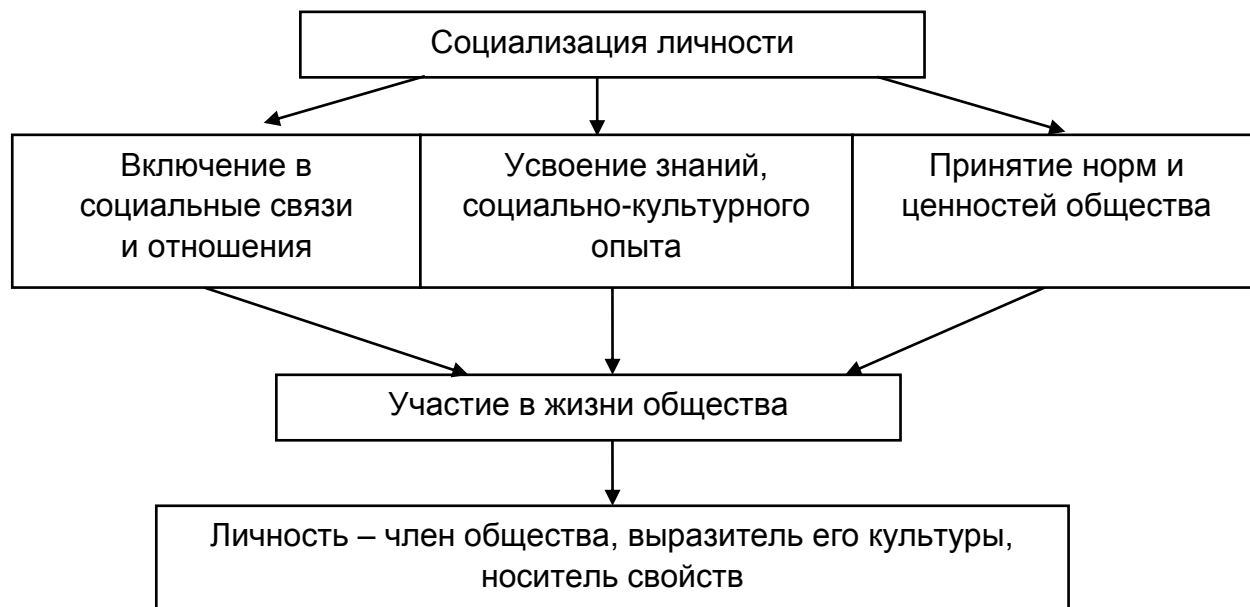 Социализация личности
Включение в
социальные связи
и отношения
Усвоение знаний,
социально-культурного
опыта
Принятие норм и
ценностей общества
Участие в жизни общества
Личность – член общества, выразитель его культуры,
носитель свойств